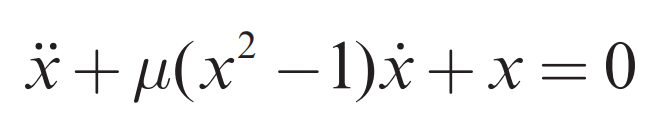 ẍ + μ(x² − 1)ẋ + x = 0